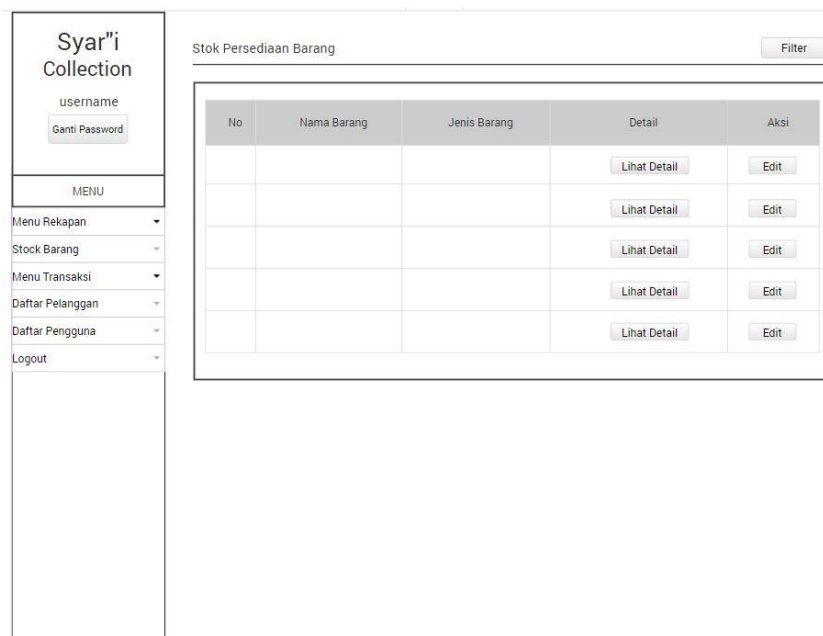 Syar"i
Collection
username
Ganti Password
MENU
Menu Rekapan
Stock Barang
Menu Transaksi
Daftar Pelanggan
Daftar Pengguna
Logout
Stok Persediaan Barang
Filter
No Nama Barang Jenis Barang Detail Aksi
Lihat Detail Edit
Lihat Detail Edit
Lihat Detail Edit
Lihat Detail Edit
Lihat Detail Edit